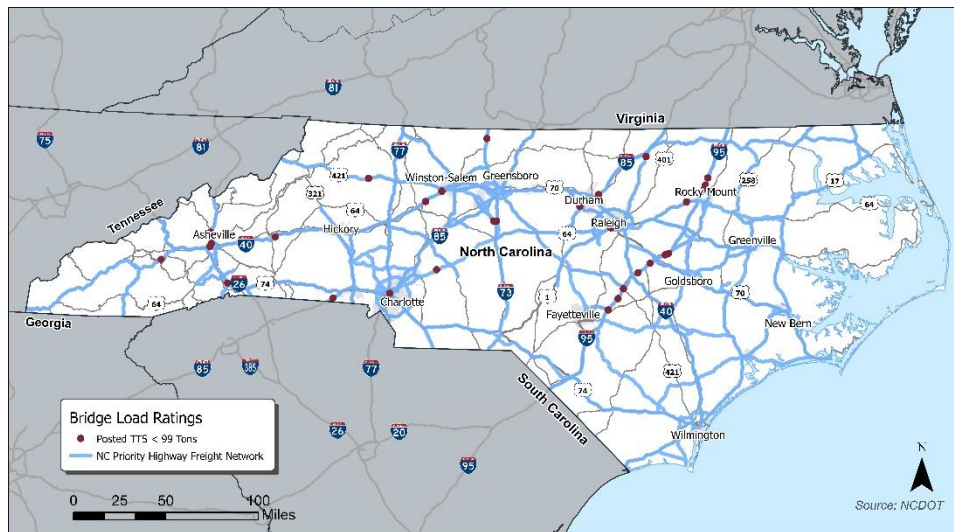 81
Virginia
75
81
77
85
401
95
421
Winston-Salem
Greensboro
70
258
321
Durham
Rocky Mount
17
64
Raleigh
64
Tennessee
Asheville
Hickory
64
40
85
North Carolina
Greenville
26
74
73
Goldsboro
70
64
Charlotte
1
40
Georgia
Fayetteville
New Bern
95
85
385
77
421
74
South Carolina
Bridge Load Ratings
Posted TTS < 99 Tons
NC Priority Highway Freight Network
26
20
Wilmington
95
N
0 25 50 100
Miles
Source: NCDOT